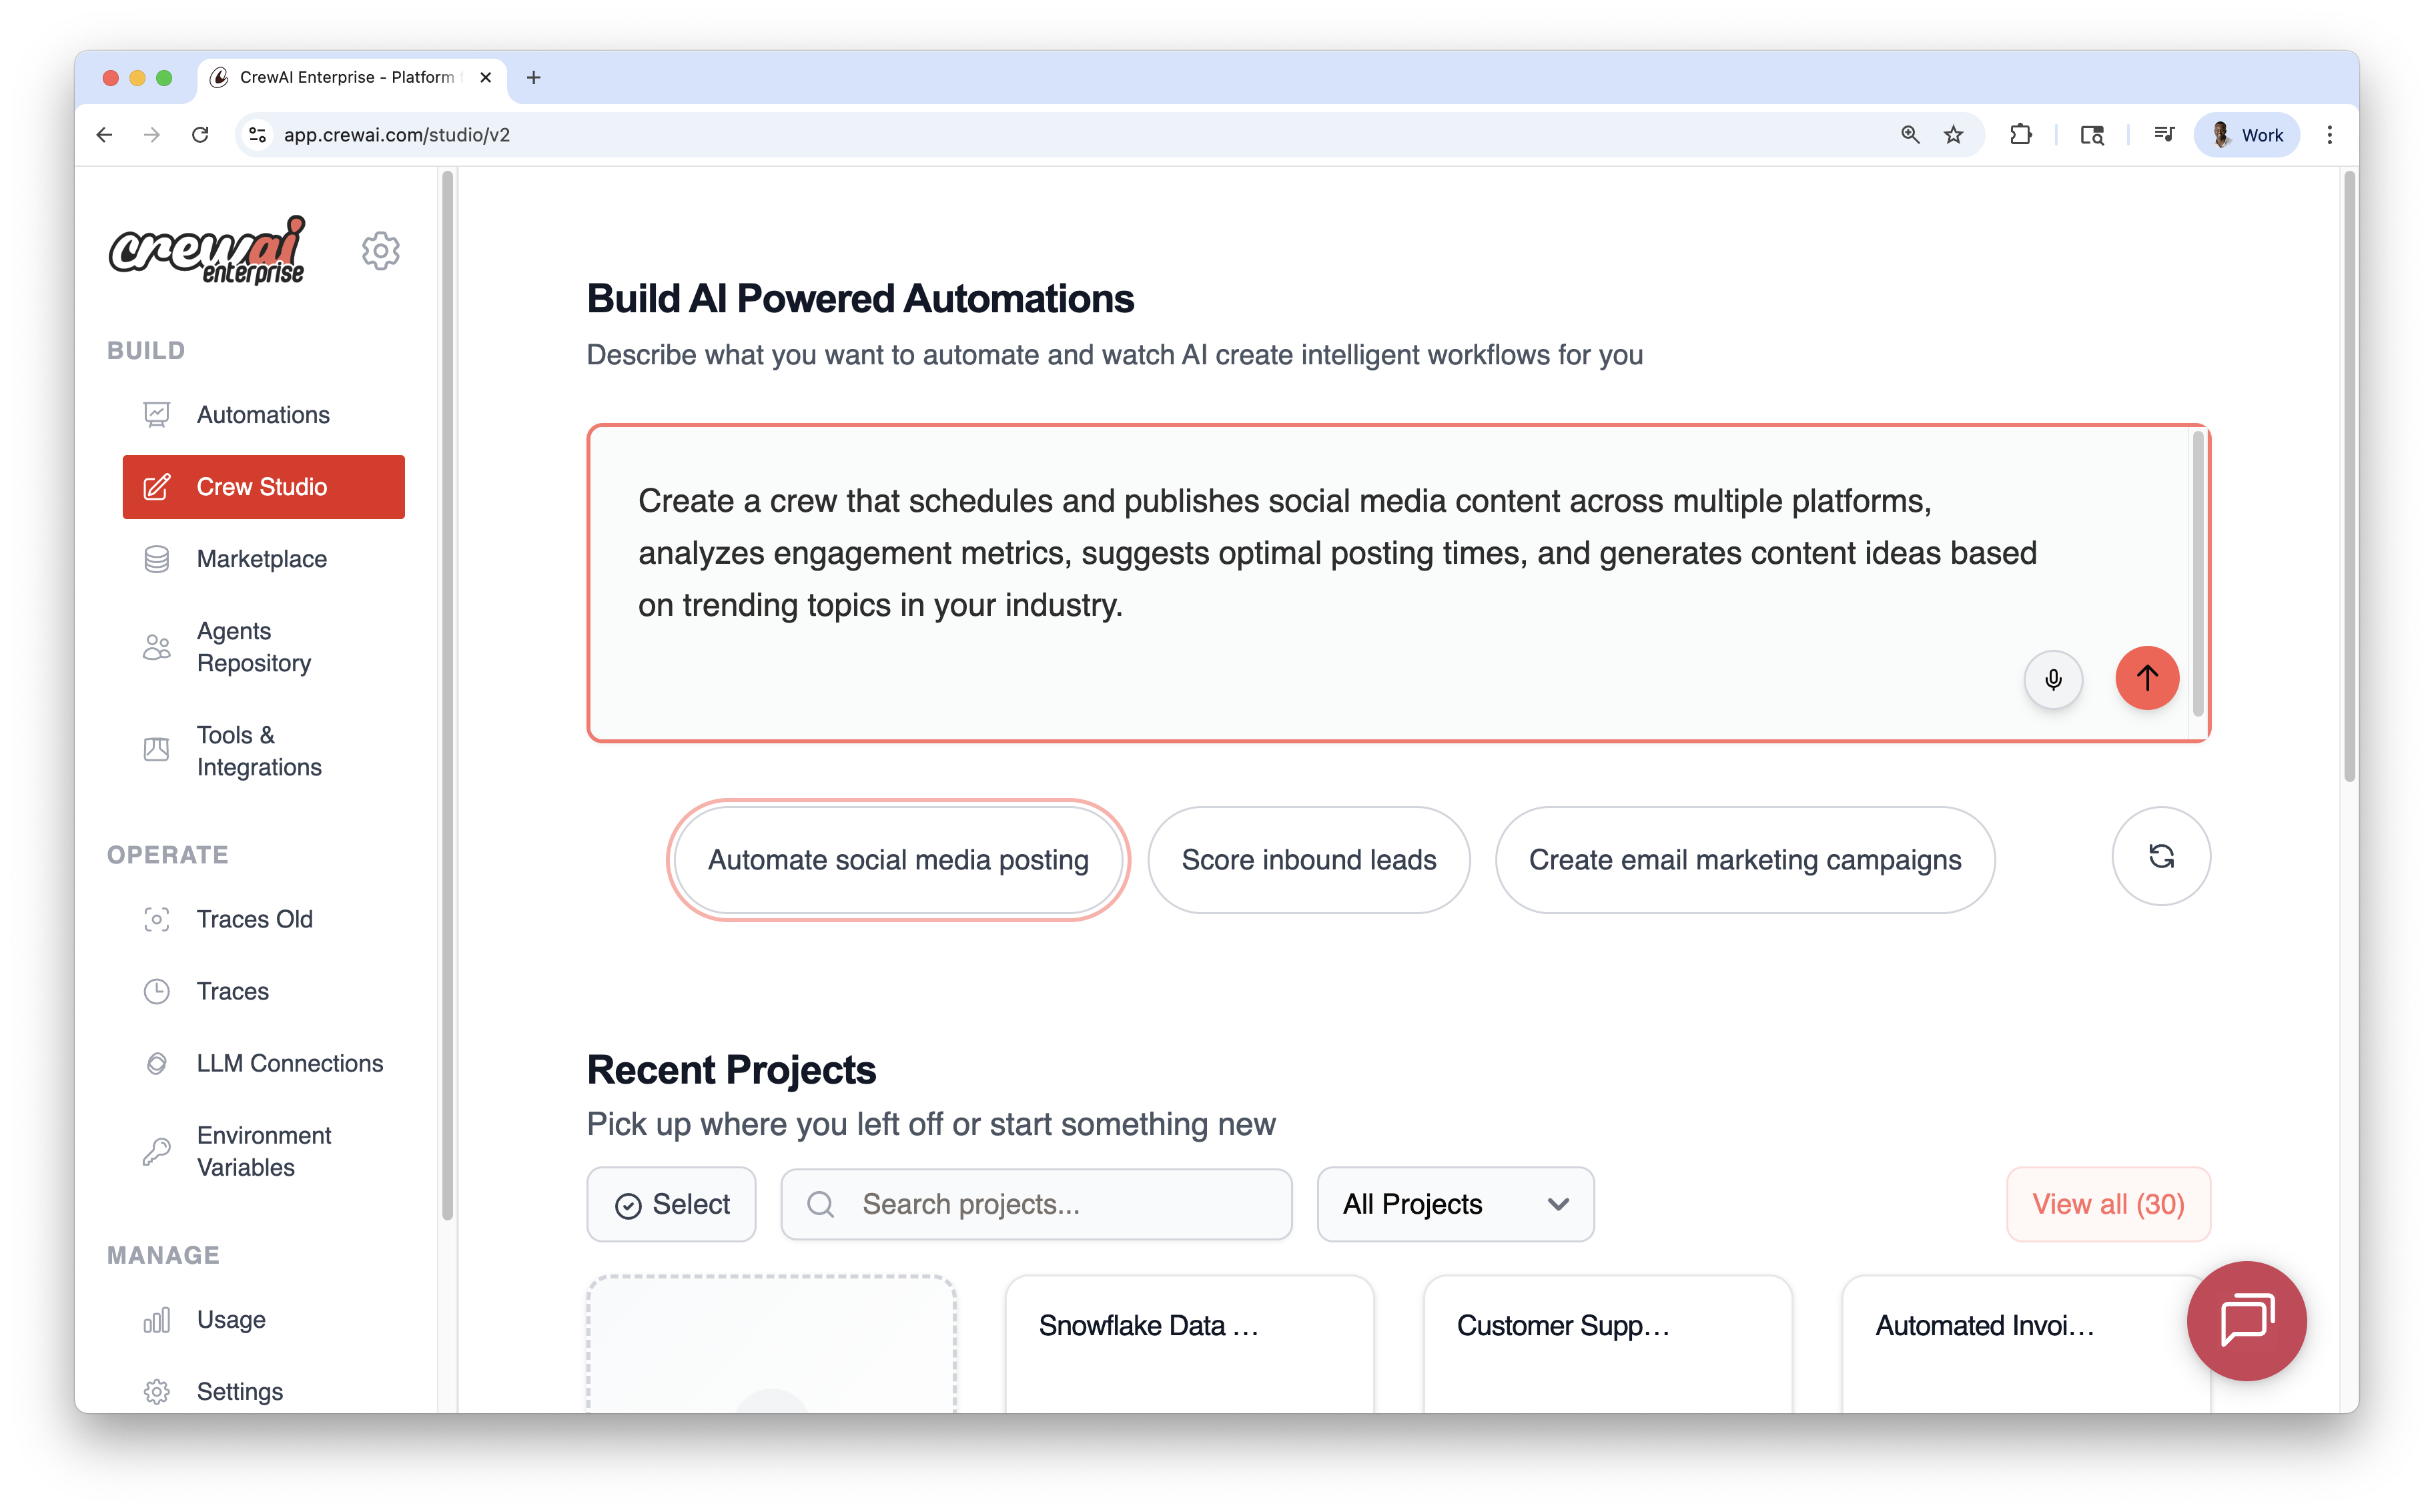 CrewAI Enterprise - Platform
app.crewai.com/studio/v2
Work
crewai
enterprise
BUILD
Automations
Crew Studio
Marketplace
Agents
Repository
Tools &
Integrations
OPERATE
Traces Old
Traces
LLM Connections
Environment
Variables
MANAGE
Usage
Settings
Build AI Powered Automations
Describe what you want to automate and watch AI create intelligent workflows for you
Create a crew that schedules and publishes social media content across multiple platforms,
analyzes engagement metrics, suggests optimal posting times, and generates content ideas based
on trending topics in your industry.
Automate social media posting
Score inbound leads
Create email marketing campaigns
Recent Projects
Pick up where you left off or start something new
Select
Search projects...
All Projects
View all (30)
Snowflake Data ...
Customer Supp...
Automated Invoi...